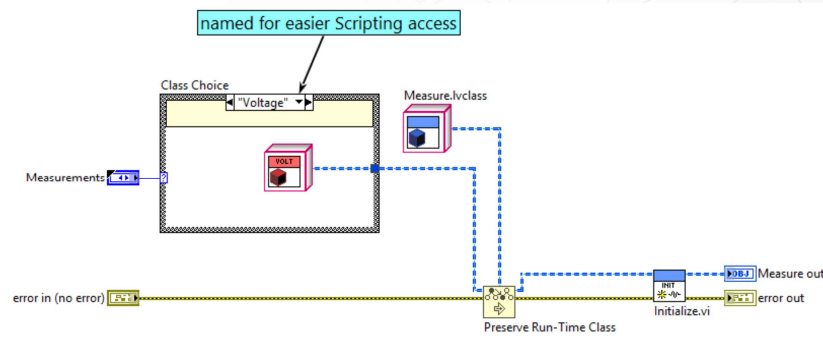 named for easier Scripting access
Class Choice
"Voltage"
Measure.lvclass
VOLT
Measurements
?
OBJ
Measure out
INIT
error in (no error)
error out
Initialize.vi
Preserve Run-Time Class